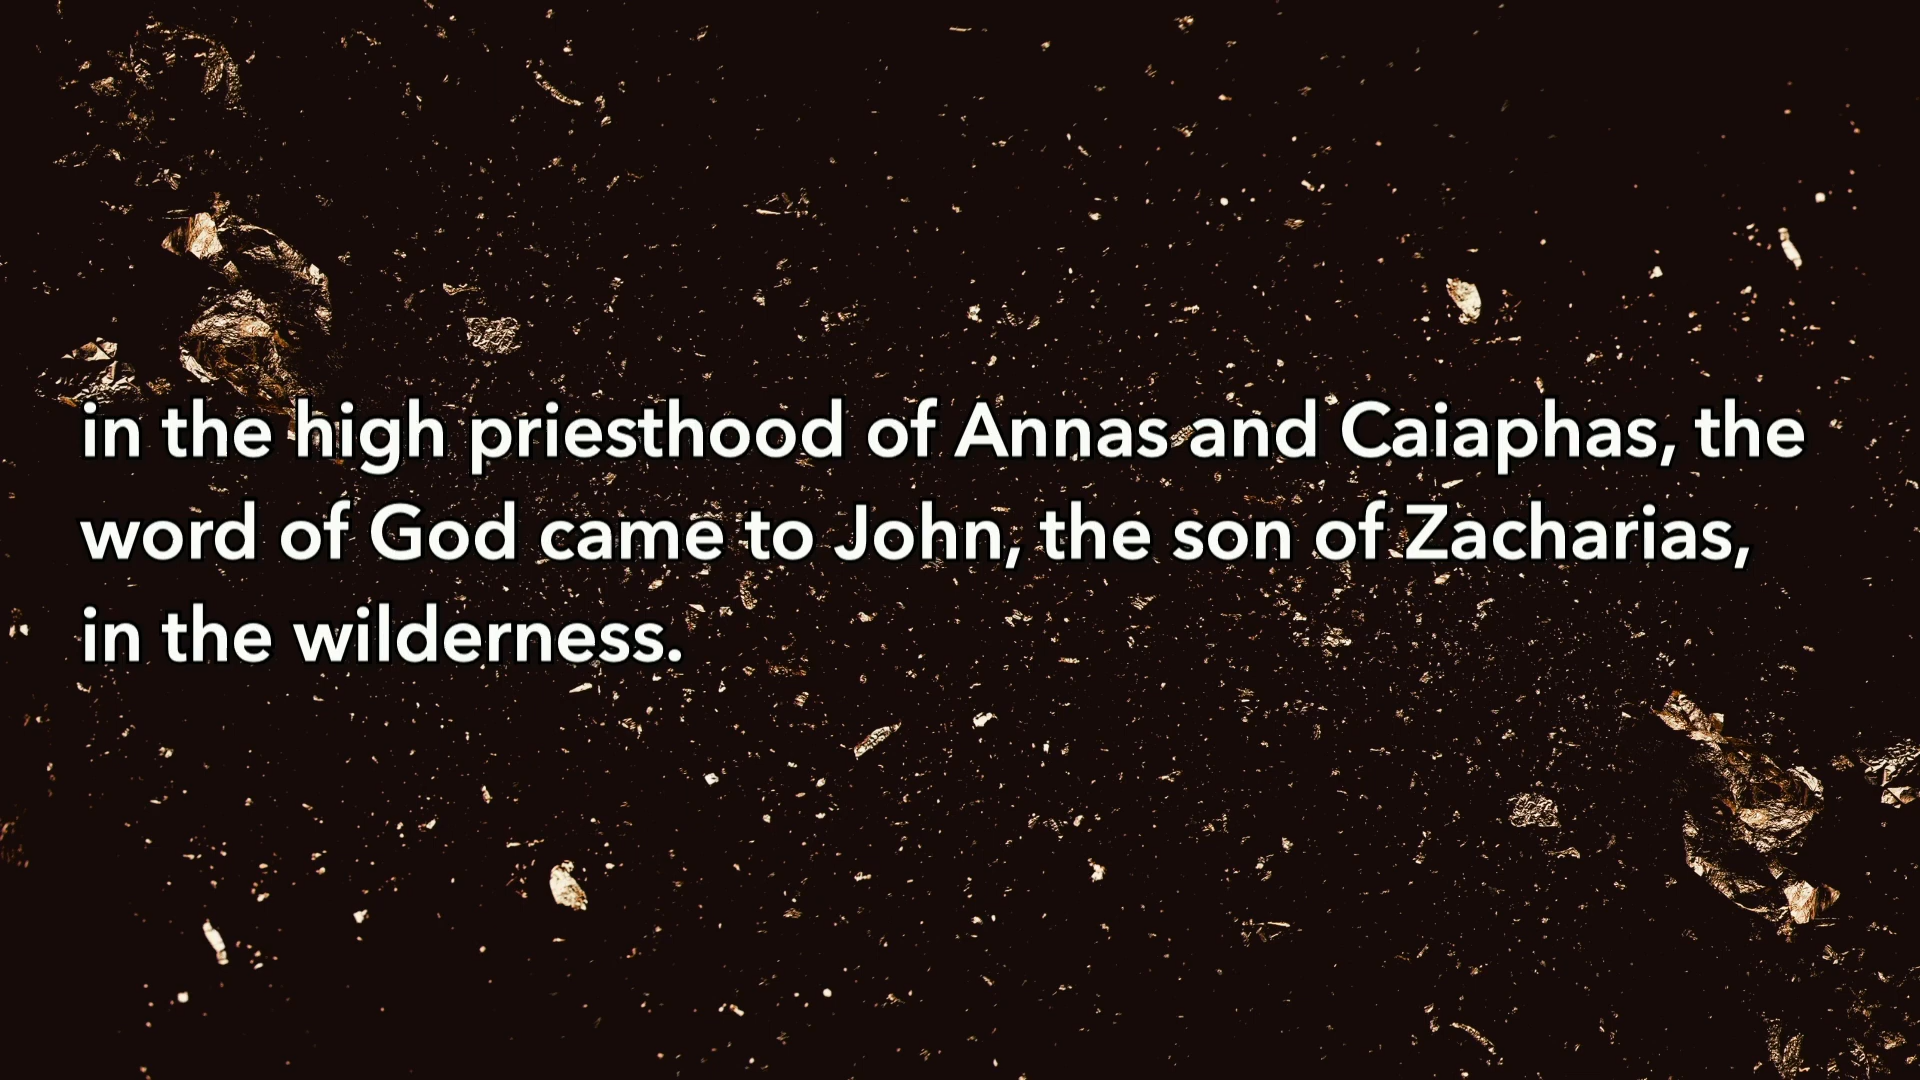 in the high priesthood of Annas and Caiaphas, the
word of God came to John, the son of Zacharias,
in the wilderness.